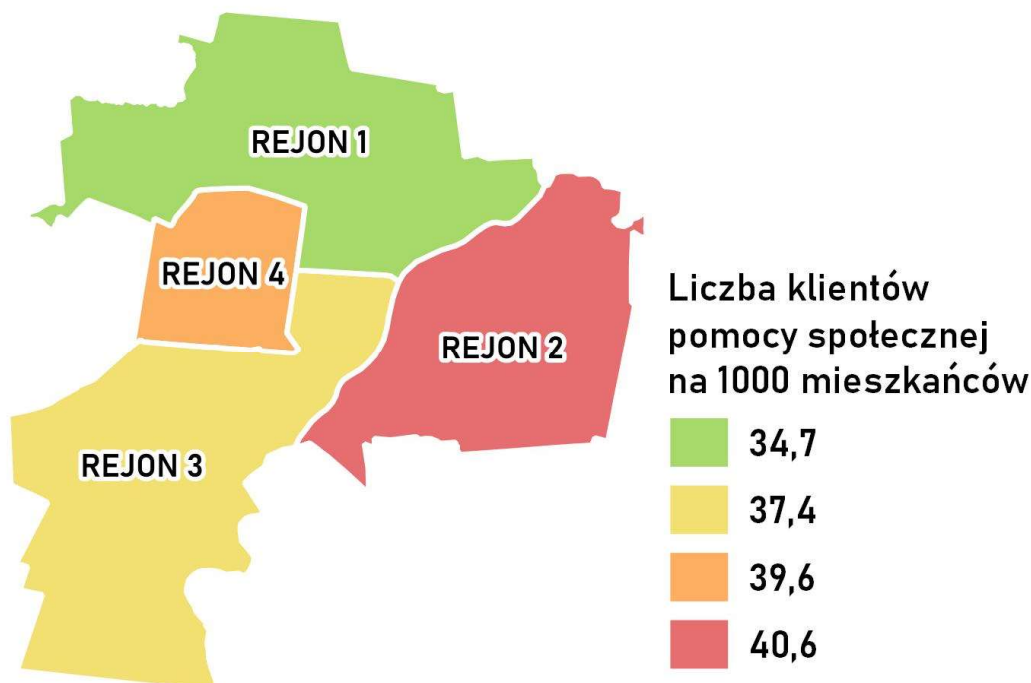 REJON 1
REJON 4
REJON 2
REJON 3
Liczba klientów
pomocy społecznej
na 1000 mieszkańców
34,7
37,4
39,6
40,6